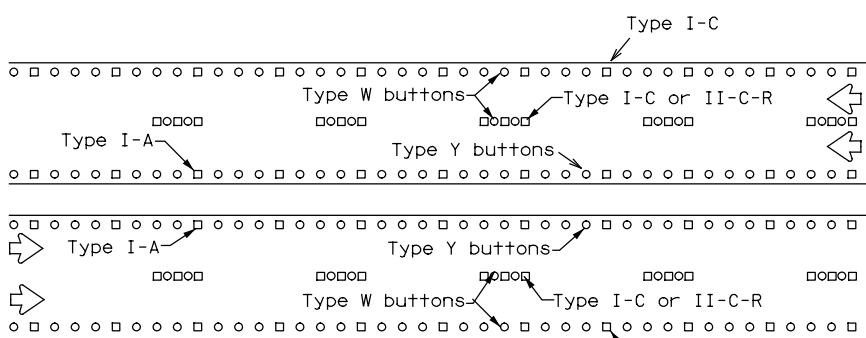 Type I-C
Type W buttons
Type I-C or II-C-R
Type I-A
Type Y buttons
Type I-A
Type Y buttons
Type W buttons
Type I-C or II-C-R